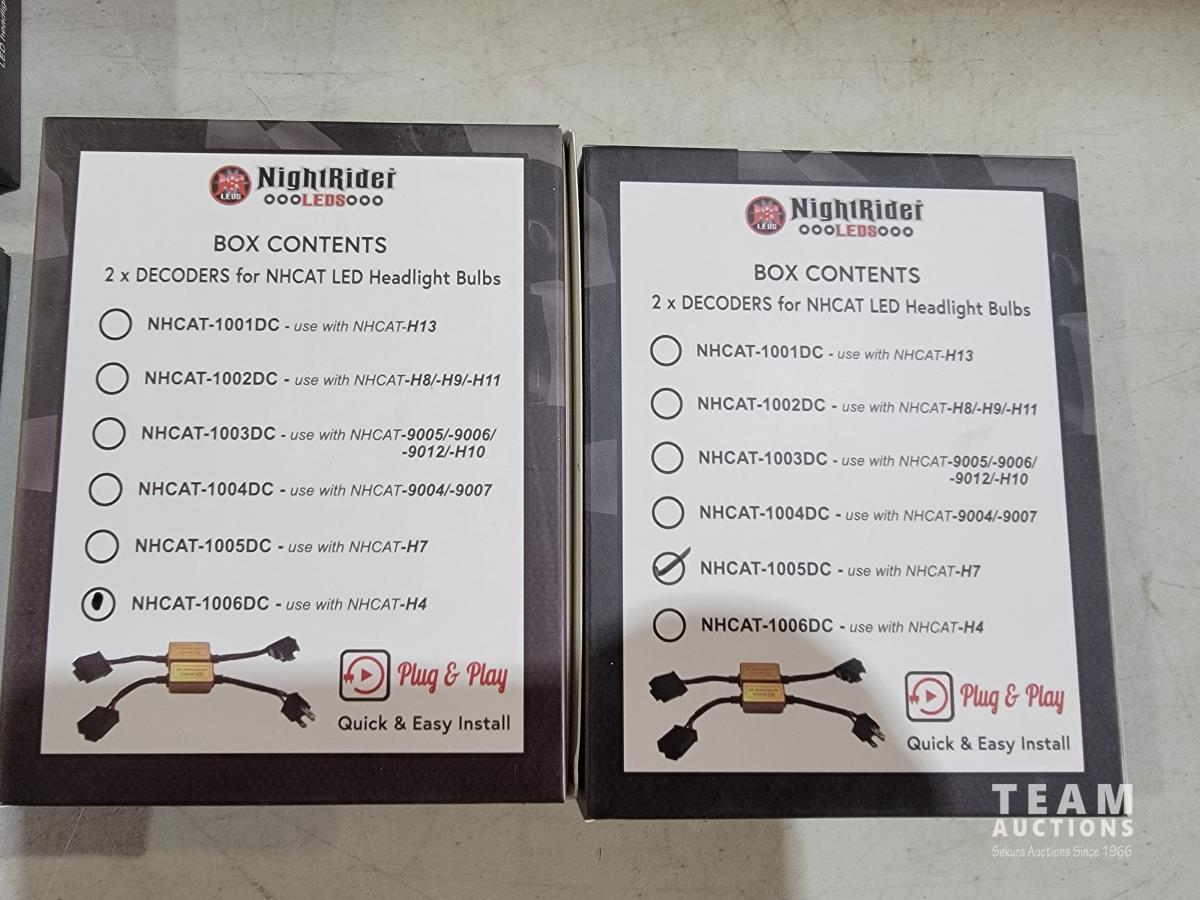 LED headlig
NR
LEDS
NightRider
LEDS
BOX CONTENTS
2 x DECODERS for NHCAT LED Headlight Bulbs
NHCAT-1001DC - use with NHCAT-H13
NHCAT-1002DC - use with NHCAT-H8/-H9/-H11
NHCAT-1003DC - use with NHCAT-9005/-9006/
-9012/-H10
NHCAT-1004DC - use with NHCAT-9004/-9007
NHCAT-1005DC - use with NHCAT-H7
NHCAT-1006DC - use with NHCAT-H4
Plug & Play
Quick & Easy Install
NR
LEDS
NightRider
LEDS
BOX CONTENTS
2 x DECODERS for NHCAT LED Headlight Bulbs
NHCAT-1001DC - use with NHCAT-H13
NHCAT-1002DC - use with NHCAT-H8/-H9/-H11
NHCAT-1003DC - use with NHCAT-9005/-9006/
-9012/-H10
NHCAT-1004DC - use with NHCAT-9004/-9007
NHCAT-1005DC - use with NHCAT-H7
NHCAT-1006DC - use with NHCAT-H4
Plug & Play
Quick & Easy Install
TEAM
AUCTIONS
Sekura Auctions Since 1966